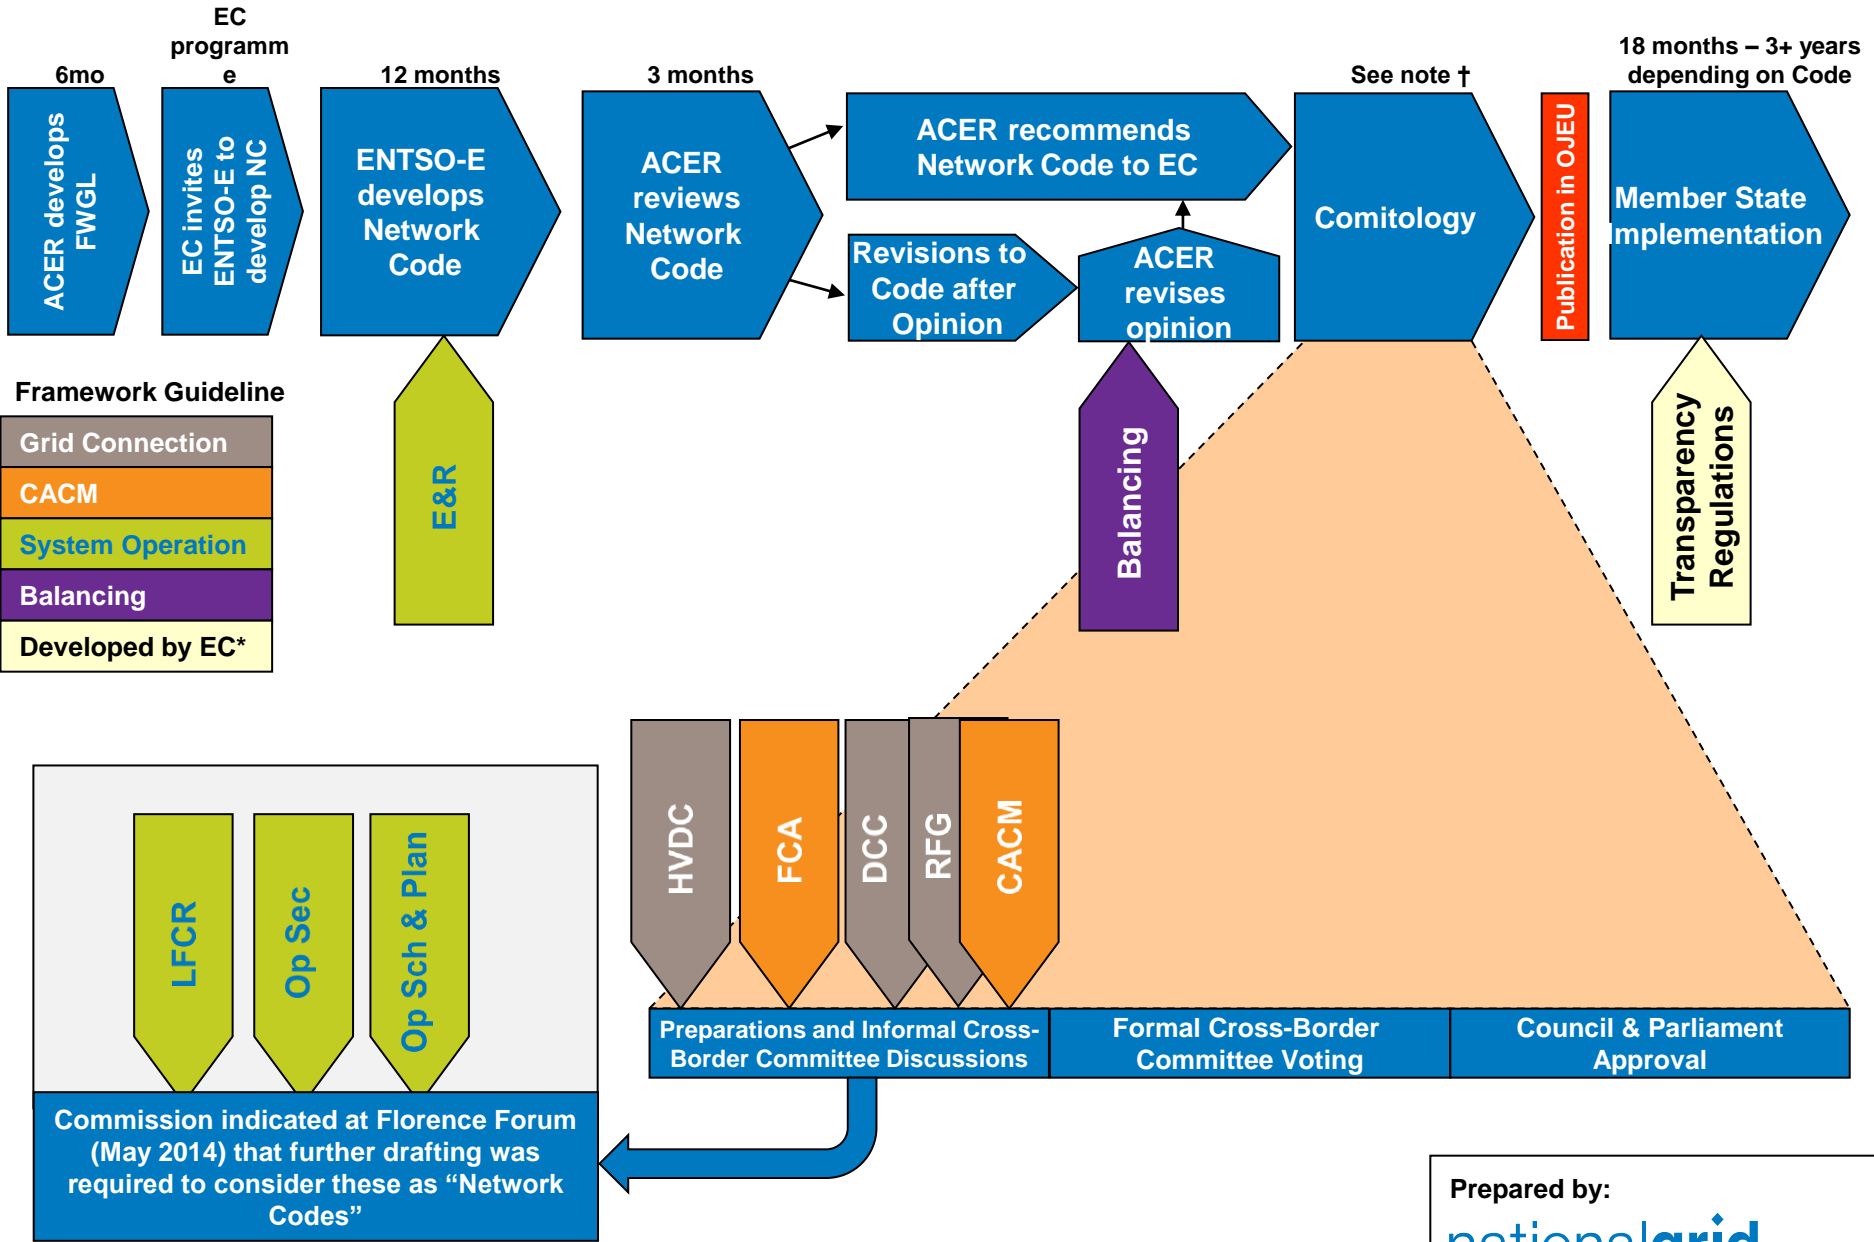 EC
programm
e
6mo
12 months
3 months
See note †
18 months – 3+ years
depending on Code
ACER develops
FWGL
EC invites
ENTSO-E to
develop NC
ENTSO-E
develops
Network
Code
ACER
reviews
Network
Code
ACER recommends
Network Code to EC
Revisions to
Code after
Opinion
ACER
revises
opinion
Comitology
Publication in OJEU
Member State
Implementation
Framework Guideline
Grid Connection
CACM
System Operation
Balancing
Developed by EC*
E&R
Balancing
Transparency
Regulations
HVDC
FCA
DCC
RFG
CACM
LFCR
Op Sec
Op Sch & Plan
Preparations and Informal Cross-
Border Committee Discussions
Formal Cross-Border
Committee Voting
Council & Parliament
Approval
Commission indicated at Florence Forum
(May 2014) that further drafting was
required to consider these as “Network
Codes”
Prepared by:
nationalgrid